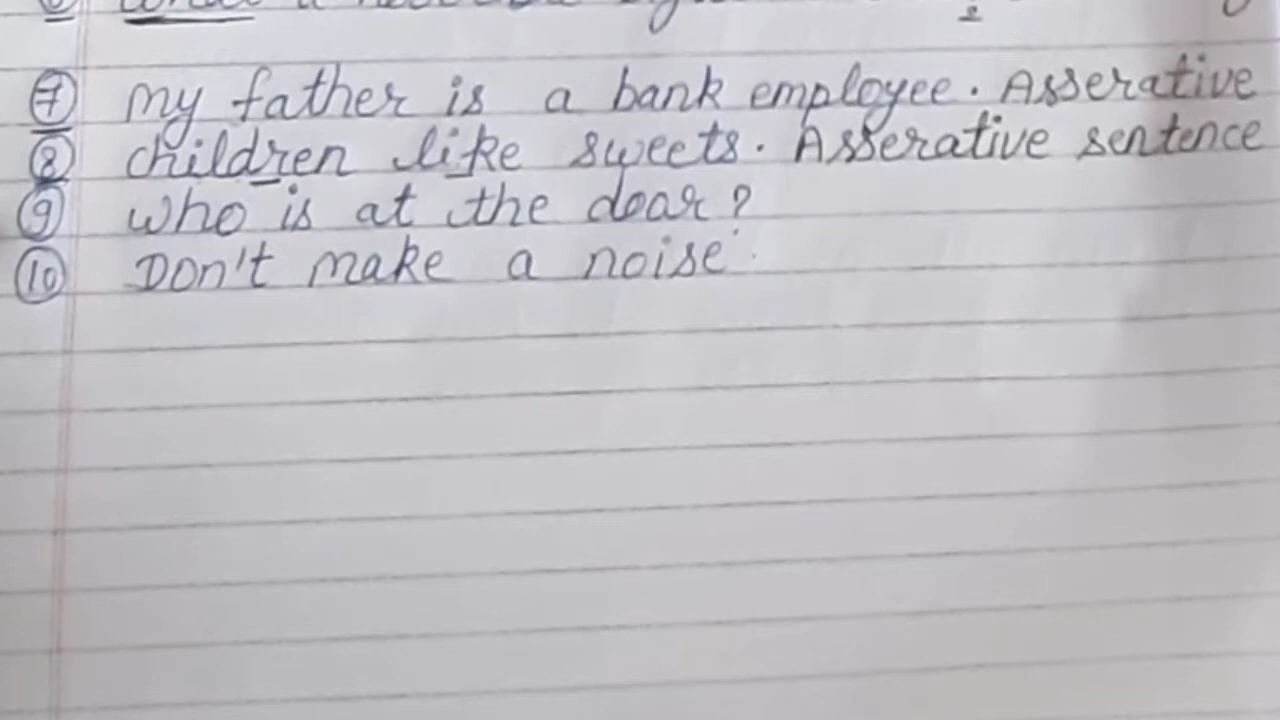 ⑦ my father is a bank employee. Asserative
⑧ children like sweets. Asserative sentence
⑨ who is at the doar?
⑩ Don't make a noise.